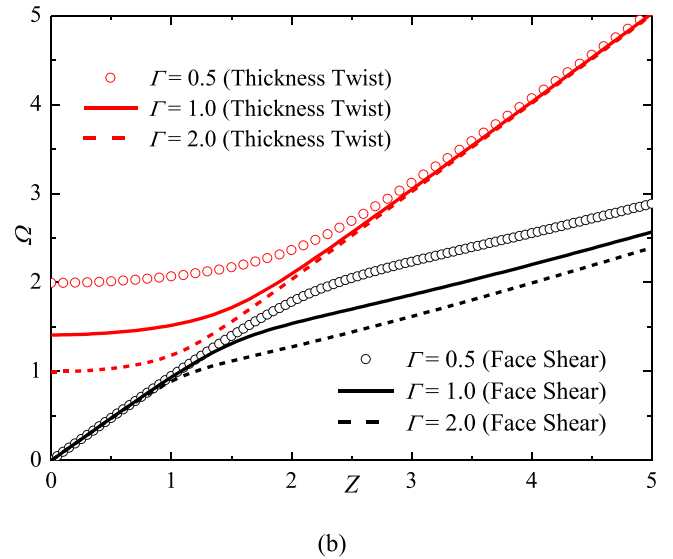 5
Γ = 0.5 (Thickness Twist)
Γ = 1.0 (Thickness Twist)
4
Γ = 2.0 (Thickness Twist)
3
Ω
2
Γ = 0.5 (Face Shear)
1
Γ = 1.0 (Face Shear)
Γ = 2.0 (Face Shear)
0
0 1 2 Z 3 4 5
(b)